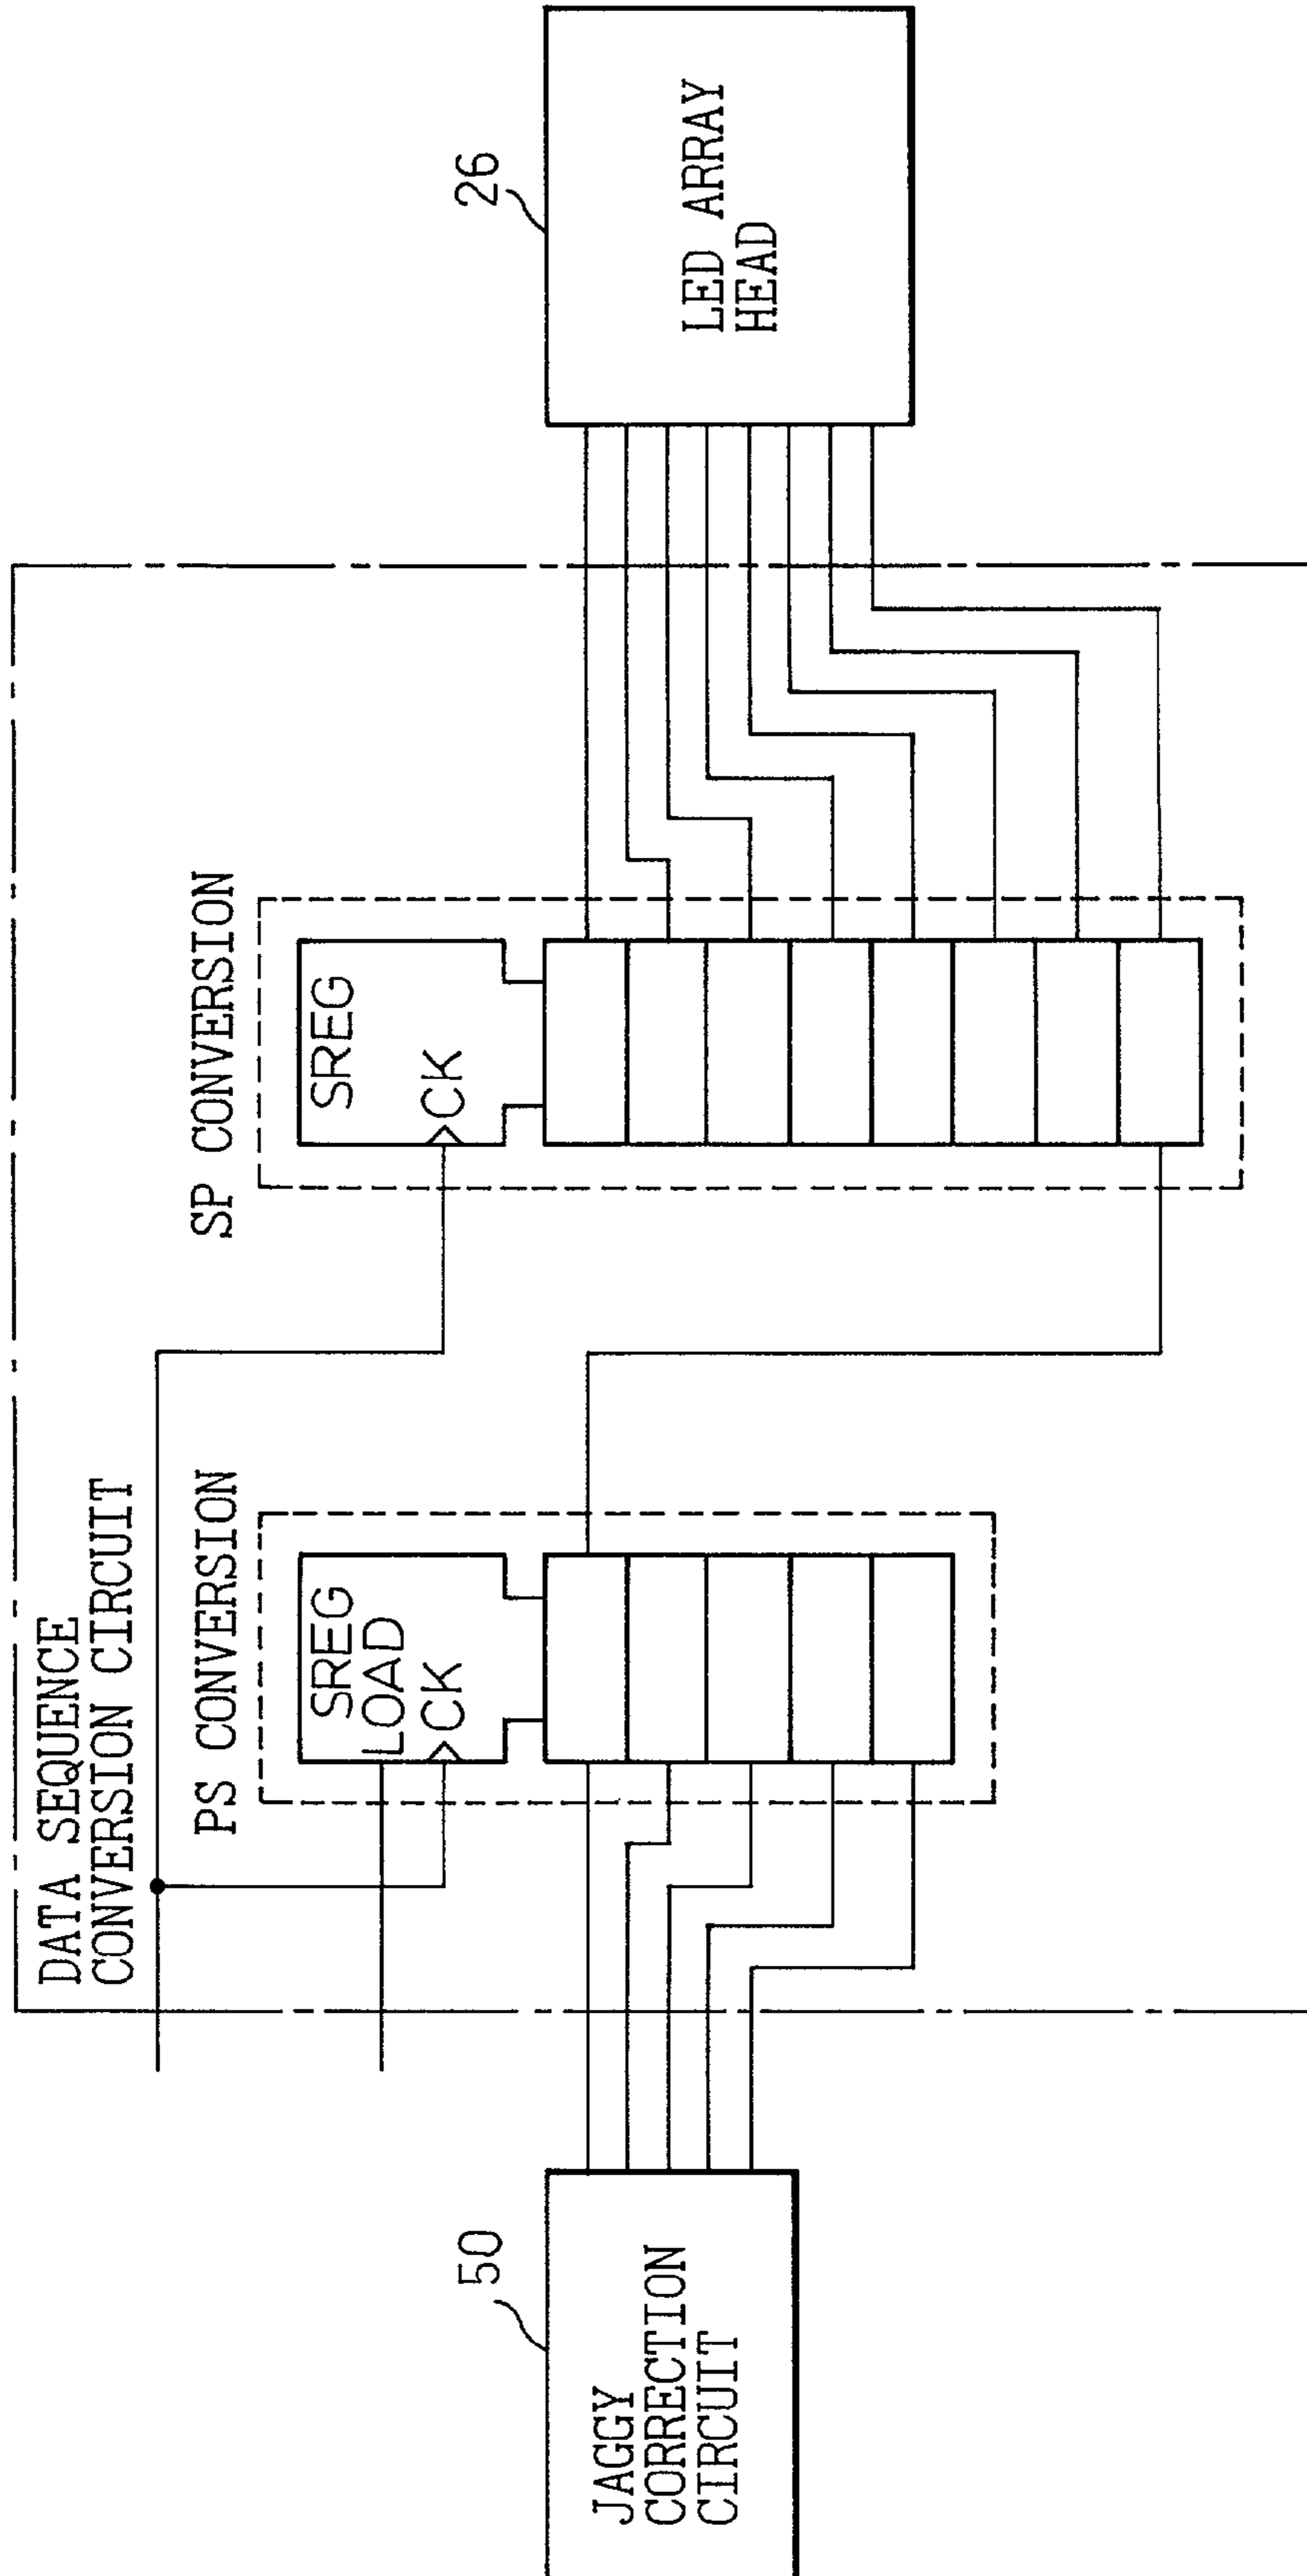 DATA SEQUENCE
CONVERSION CIRCUIT
PS CONVERSION
SREG
LOAD
CK
SP CONVERSION
SREG
CK
50
JAGGY
CORRECTION
CIRCUIT
26
LED ARRAY
HEAD